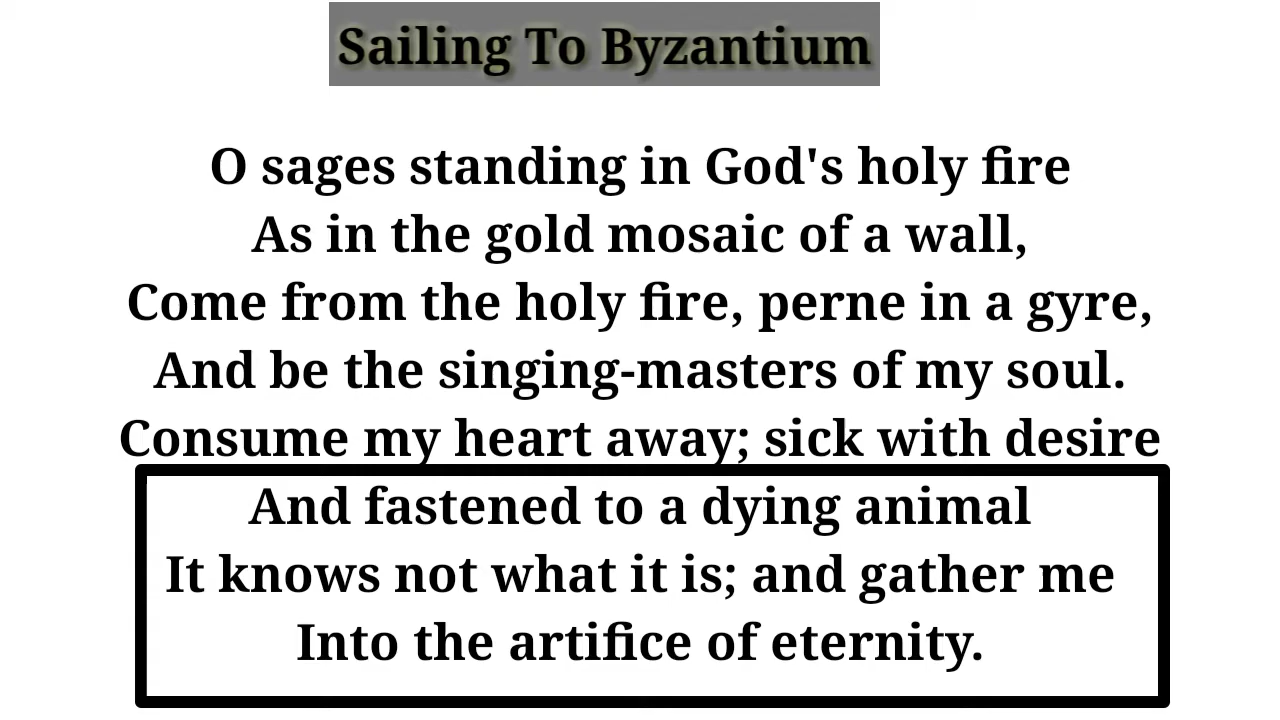 Sailing To Byzantium
O sages standing in God's holy fire
As in the gold mosaic of a wall,
Come from the holy fire, perne in a gyre,
And be the singing-masters of my soul.
Consume my heart away; sick with desire
And fastened to a dying animal
It knows not what it is; and gather me
Into the artifice of eternity.